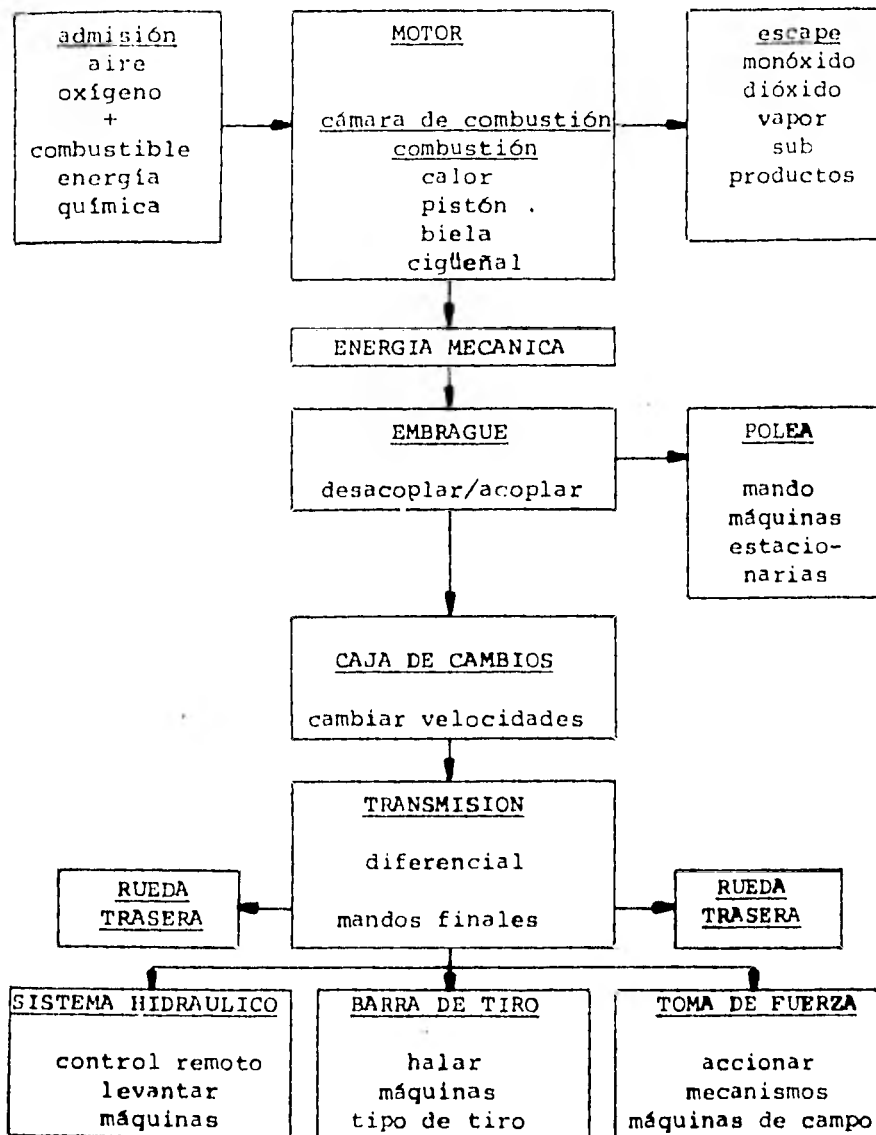 admisión
aire
oxígeno
+
combustible
energía
química
MOTOR
cámara de combustión
combustión
calor
pistón .
biela
cigüeñal
escape
monóxido
dióxido
vapor
sub
productos
ENERGIA MECANICA
EMBRAGUE
desacoplar/acoplar
POLEA
mando
máquinas
estacio-
narias
CAJA DE CAMBIOS
cambiar velocidades
TRANSMISION
diferencial
mandos finales
RUEDA
TRASERA
RUEDA
TRASERA
SISTEMA HIDRAULICO
control remoto
levantar
máquinas
BARRA DE TIRO
halar
máquinas
tipo de tiro
TOMA DE FUERZA
accionar
mecanismos
máquinas de campo